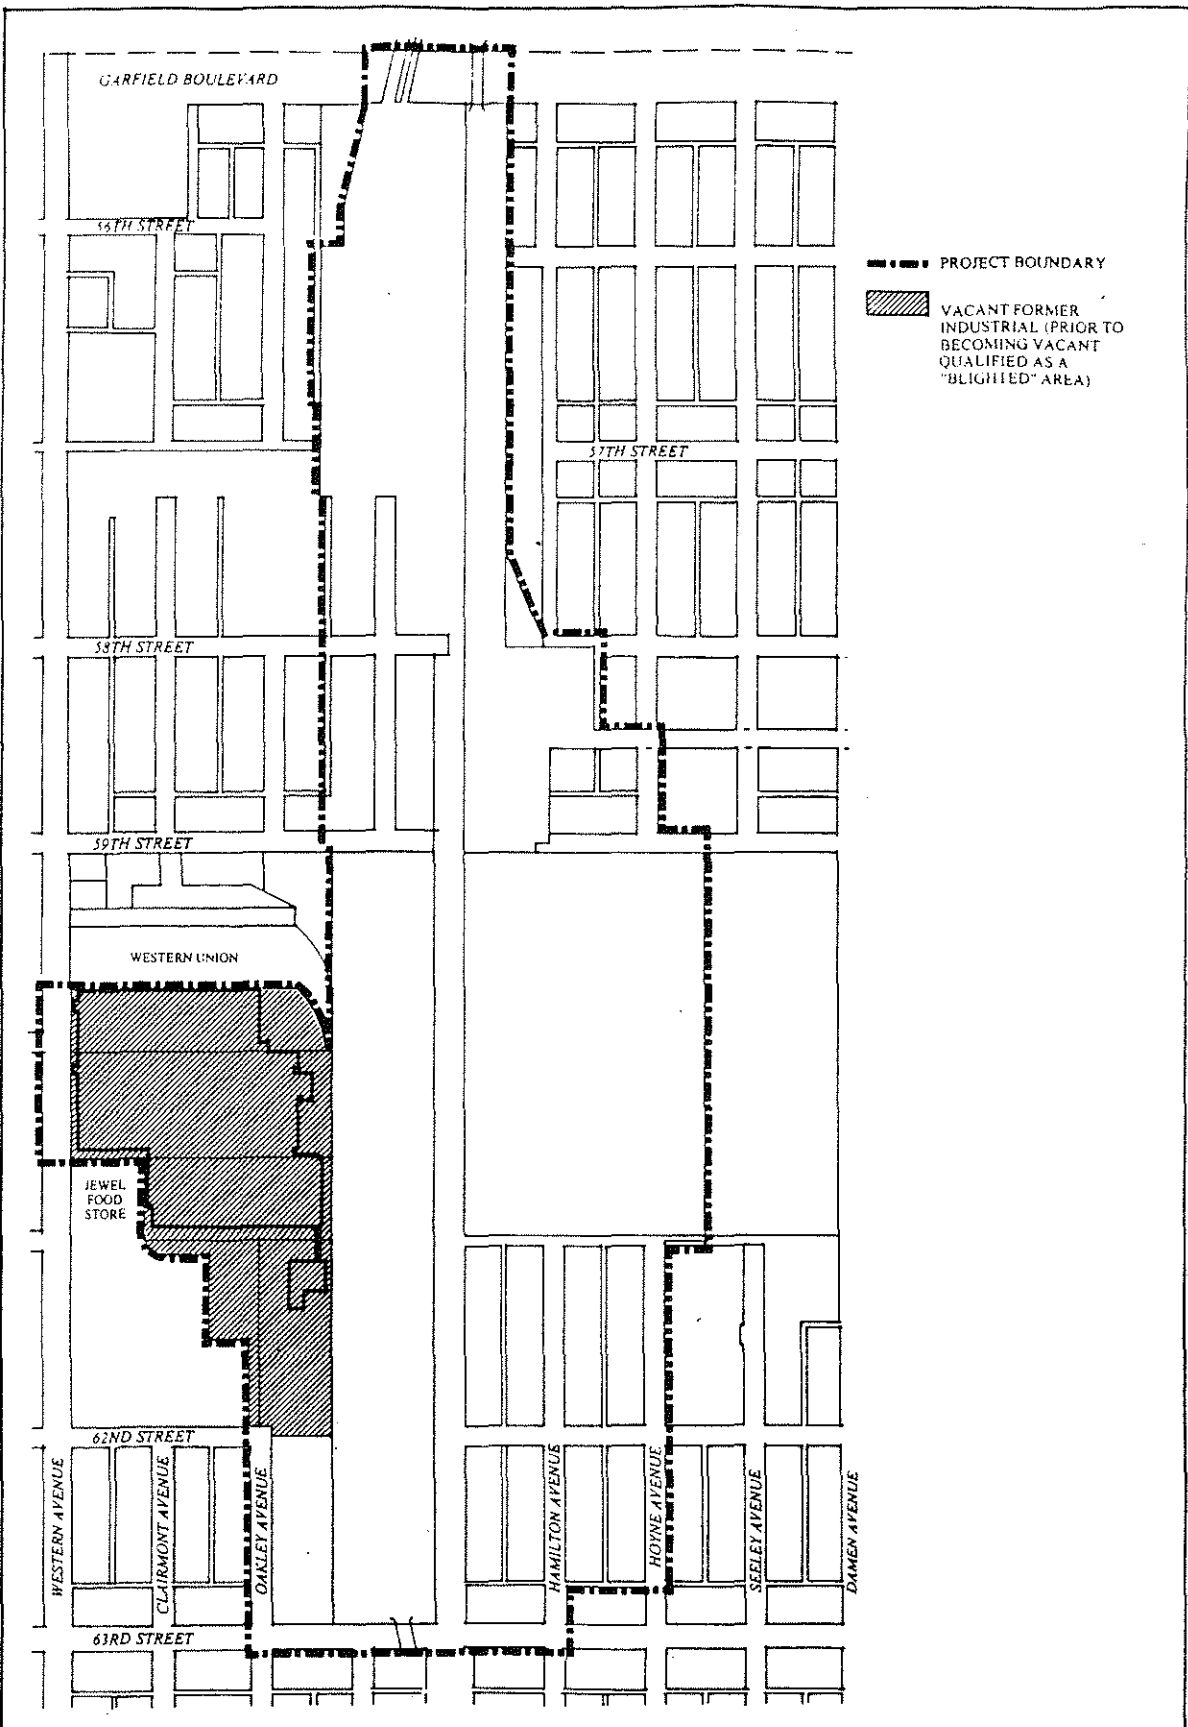 GARFIELD BOULEVARD
56TH STREET
PROJECT BOUNDARY
VACANT FORMER
INDUSTRIAL (PRIOR TO
BECOMING VACANT
QUALIFIED AS A
"BLIGHTED" AREA)
57TH STREET
58TH STREET
59TH STREET
WESTERN UNION
JEWEL
FOOD
STORE
62ND STREET
WESTERN AVENUE
CLAIRMONT AVENUE
OAKLEY AVENUE
HAMILTON AVENUE
HOYNE AVENUE
SEELEY AVENUE
DAMEN AVENUE
63RD STREET